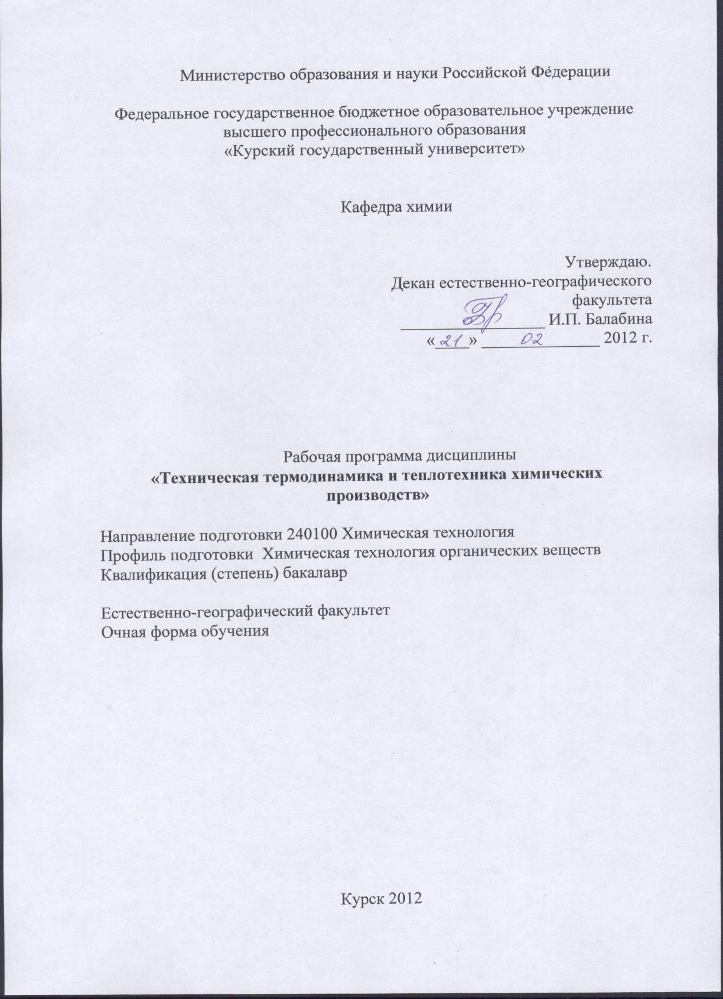 Министерство образования и науки Российской Федерации
Федеральное государственное бюджетное образовательное учреждение
высшего профессионального образования
«Курский государственный университет»
Кафедра химии
Утверждаю.
Декан естественно-географического
факультета
И.П. Балабина
«21» 02 2012 г.
Рабочая программа дисциплины
«Техническая термодинамика и теплотехника химических
производств»
Направление подготовки 240100 Химическая технология
Профиль подготовки Химическая технология органических веществ
Квалификация (степень) бакалавр
Естественно-географический факультет
Очная форма обучения
Курск 2012